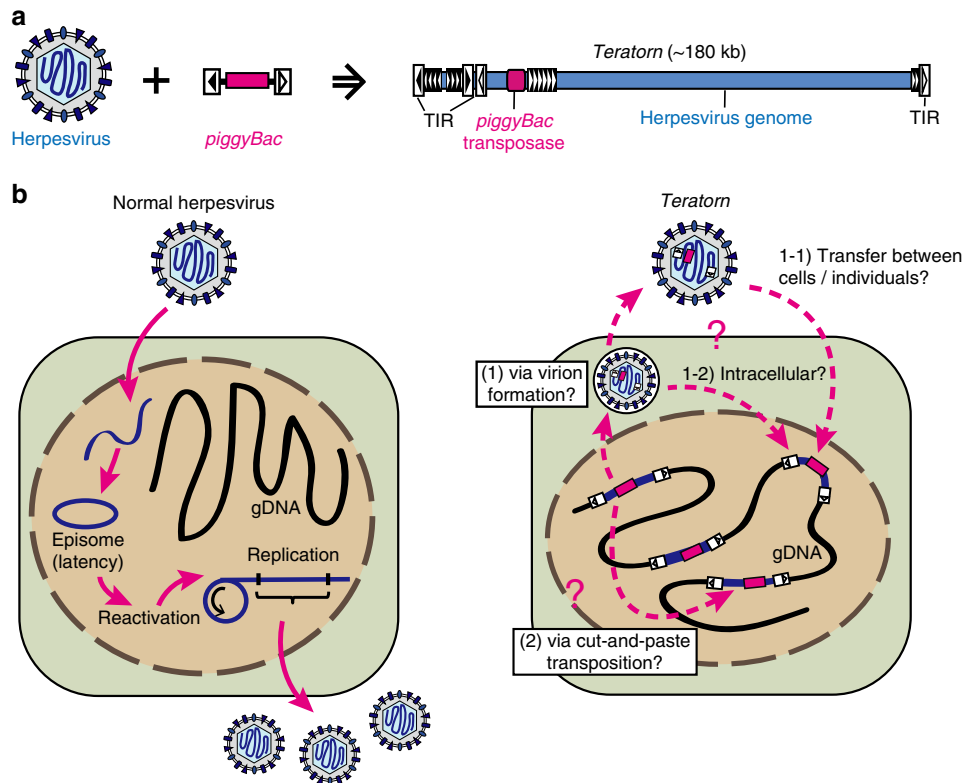 a
Teratorn (~180 kb)
+
⇒
TIR
TIR
Herpesvirus
piggyBac
piggyBac
transposase
Herpesvirus genome
b
Normal herpesvirus
Teratorn
1-1) Transfer between
cells / individuals?
?
(1) via virion
formation?
1-2) Intracellular?
gDNA
Episome
(latency)
Replication
Reactivation
gDNA
?
(2) via cut-and-paste
transposition?